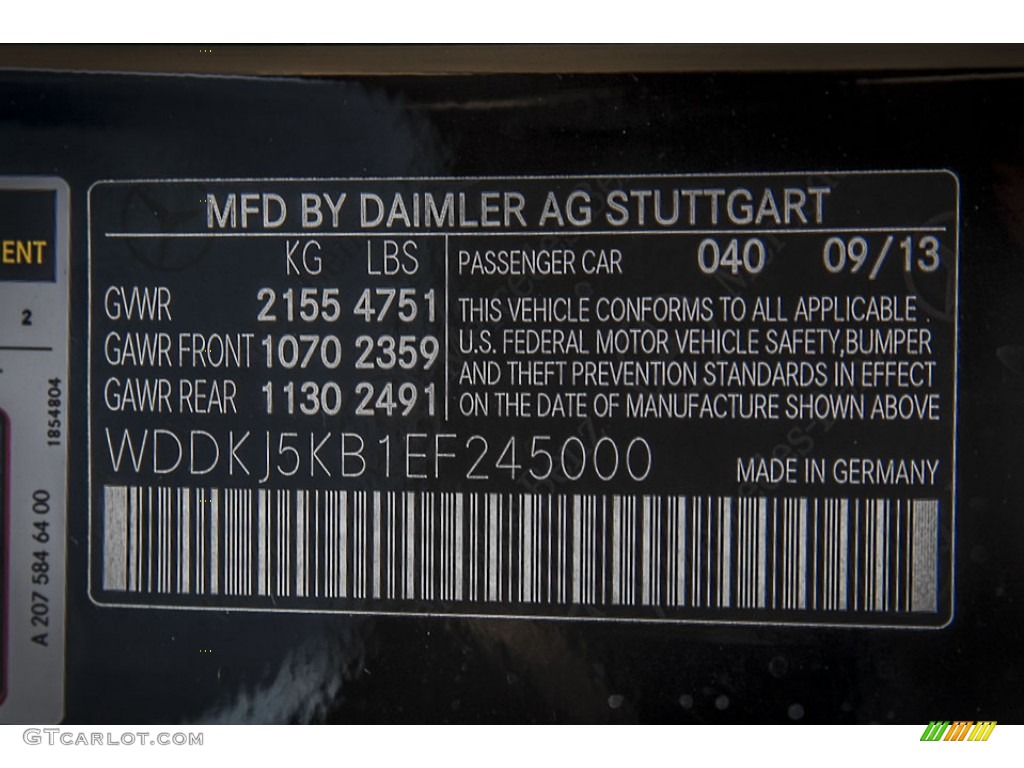 MFD BY DAIMLER AG STUTTGART
KG LBS
GVWR 2155 4751
GAWR FRONT 1070 2359
GAWR REAR 1130 2491
PASSENGER CAR 040 09/13
THIS VEHICLE CONFORMS TO ALL APPLICABLE
U.S. FEDERAL MOTOR VEHICLE SAFETY,BUMPER
AND THEFT PREVENTION STANDARDS IN EFFECT
ON THE DATE OF MANUFACTURE SHOWN ABOVE
WDDKJ5KB1EF245000
MADE IN GERMANY
ENT
2
1854804
A 207 584 64 00
GTCARLOT.COM